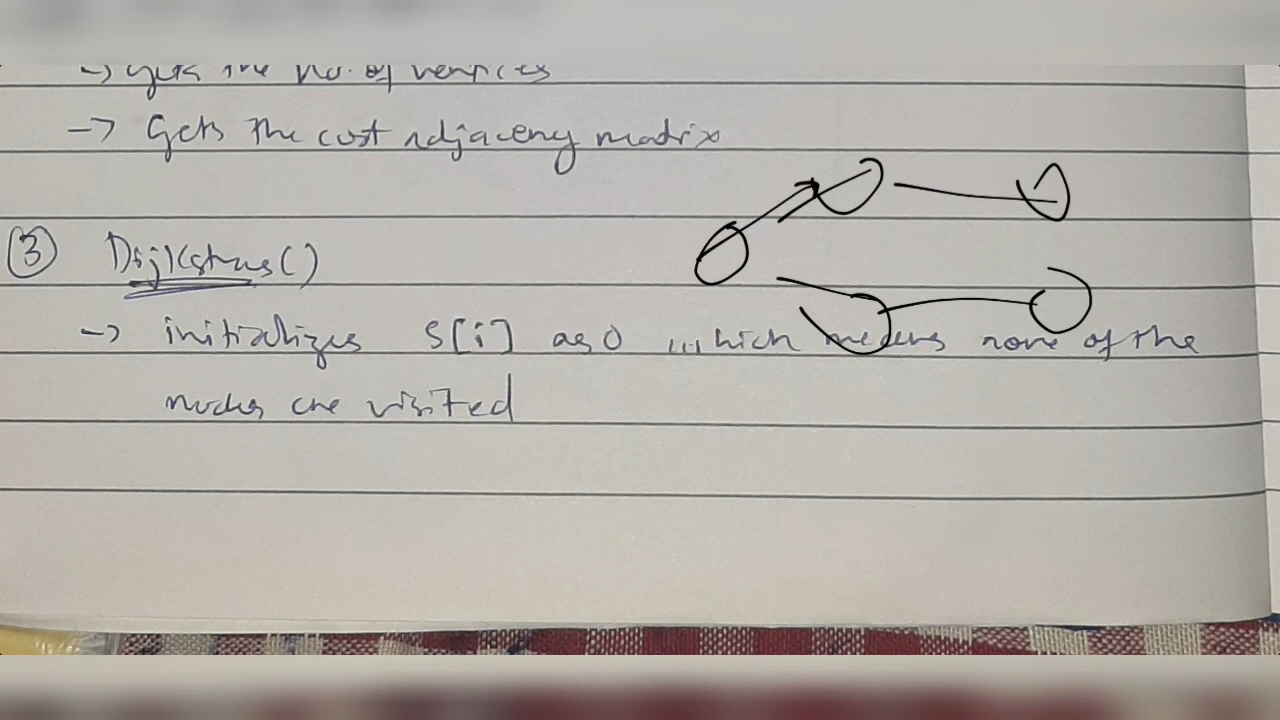 -> Gets the No. of vertices
-> Gets the cost adjaceny matrix
3 Dijkstras()
-> initializes S[i] as 0 which means none of the
nodes are visited